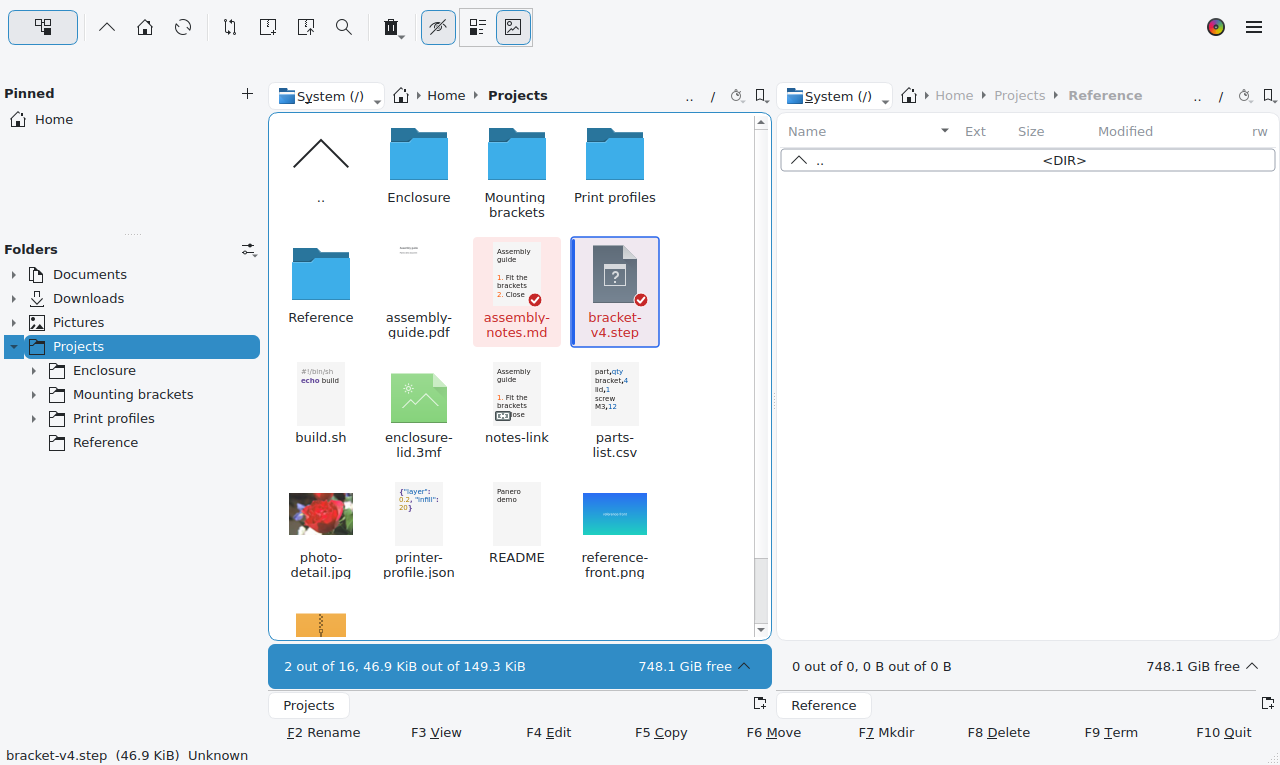 Pinned
Home
Folders
Documents
Downloads
Pictures
Projects
Enclosure
Mounting brackets
Print profiles
Reference
System (/)
Home
Projects
..
/
..
Enclosure
Mounting
brackets
Print profiles
Reference
assembly-
guide.pdf
Assembly
guide
1. Fit the
brackets
2. Close
assembly-
notes.md
?
bracket-
v4.step
#!/bin/sh
echo build
build.sh
enclosure-
lid.3mf
Assembly
guide
1. Fit the
brackets
notes-link
part,qty
bracket,4
lid,1
screw
M3,12
parts-
list.csv
photo-
detail.jpg
{"layer":
0.2, "infill":
20}
printer-
profile.json
Panero
demo
README
reference-
front.png
2 out of 16, 46.9 KiB out of 149.3 KiB
748.1 GiB free
Projects
System (/)
Home
Projects
Reference
..
/
Name
Ext
Size
Modified
rw
..
<DIR>
0 out of 0, 0 B out of 0 B
748.1 GiB free
Reference
F2 Rename
F3 View
F4 Edit
F5 Copy
F6 Move
F7 Mkdir
F8 Delete
F9 Term
F10 Quit
bracket-v4.step (46.9 KiB) Unknown